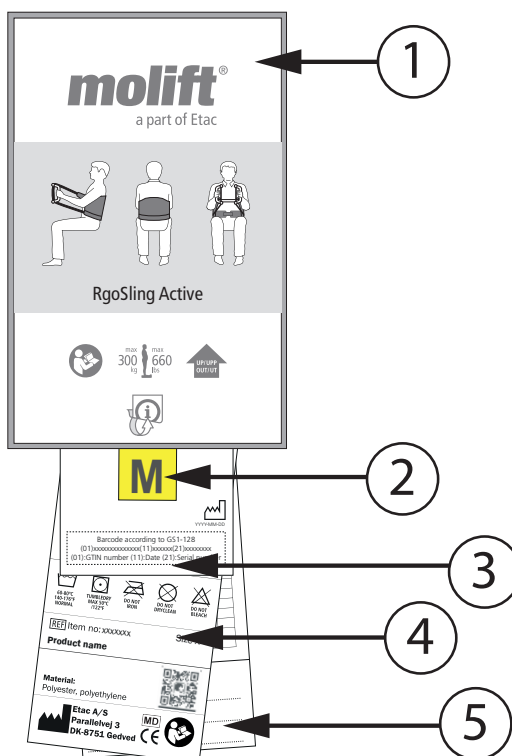 molift®
a part of Etac
RgoSling Active
max max
300 660
kg lbs
UP/UPP
OUT/UT
M
YYYY-MM-DD
Barcode according to GS1-128
(01)xxxxxxxxxxxxxx(11)xxxxxx(21)xxxxxxxx
(01):GTIN number (11):Date (21):Serial number
60-80°C
140-176°F
NORMAL
TUMBLEDRY
MAX 50°C
/122°F
DO NOT
IRON
DO NOT
DRYCLEAN
DO NOT
BLEACH
REF Item no: xxxxxxx
Product name
Material:
Polyester, polyethylene
Etac A/S
Parallelvej 3
DK-8751 Gedved
MD
CE
1
2
3
4
5